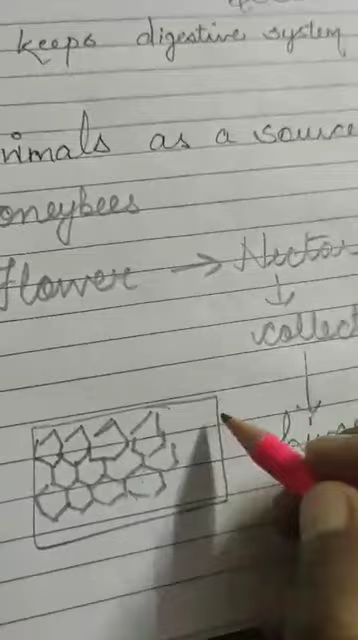 keeps digestive system
nimals as a source
oneybees
flower → Nectar
↓
collect
↓